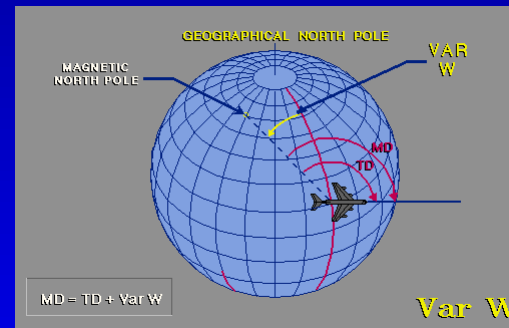 GEOGRAPHICAL NORTH POLE
VAR
W
MAGNETIC
NORTH POLE
MD
TD
MD = TD + Var W
Var W